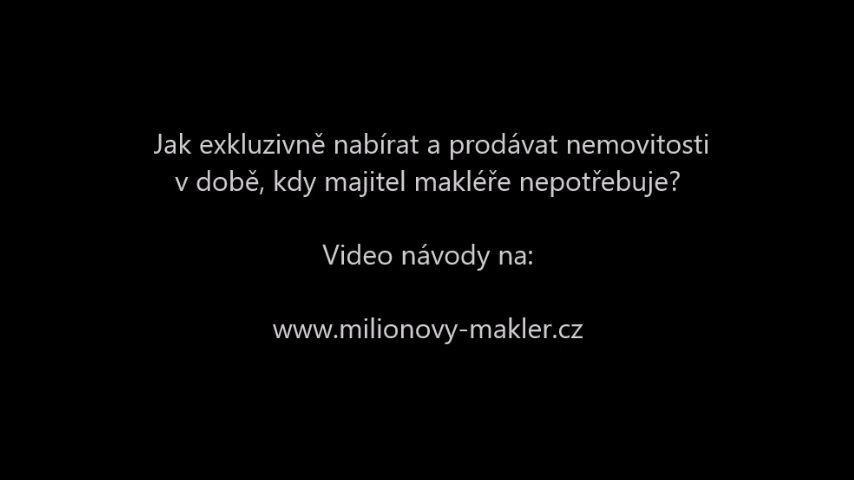 Jak exkluzivně nabírat a prodávat nemovitosti
v době, kdy majitel makléře nepotřebuje?
Video návody na:
www.milionovy-makler.cz